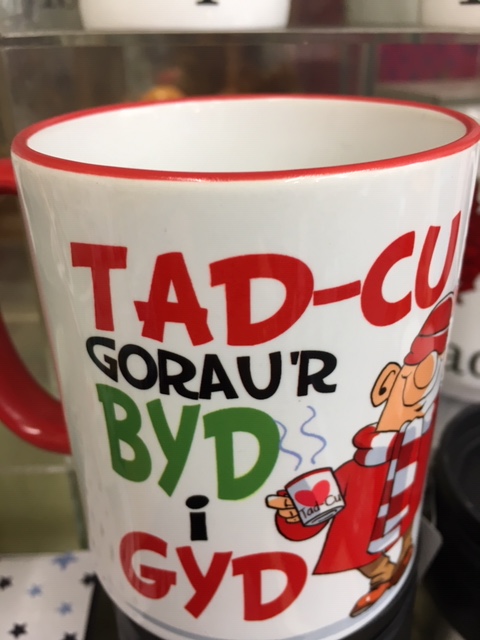 TAD-CU
GORAU'R
BYD
i
GYD
Tad-Cu